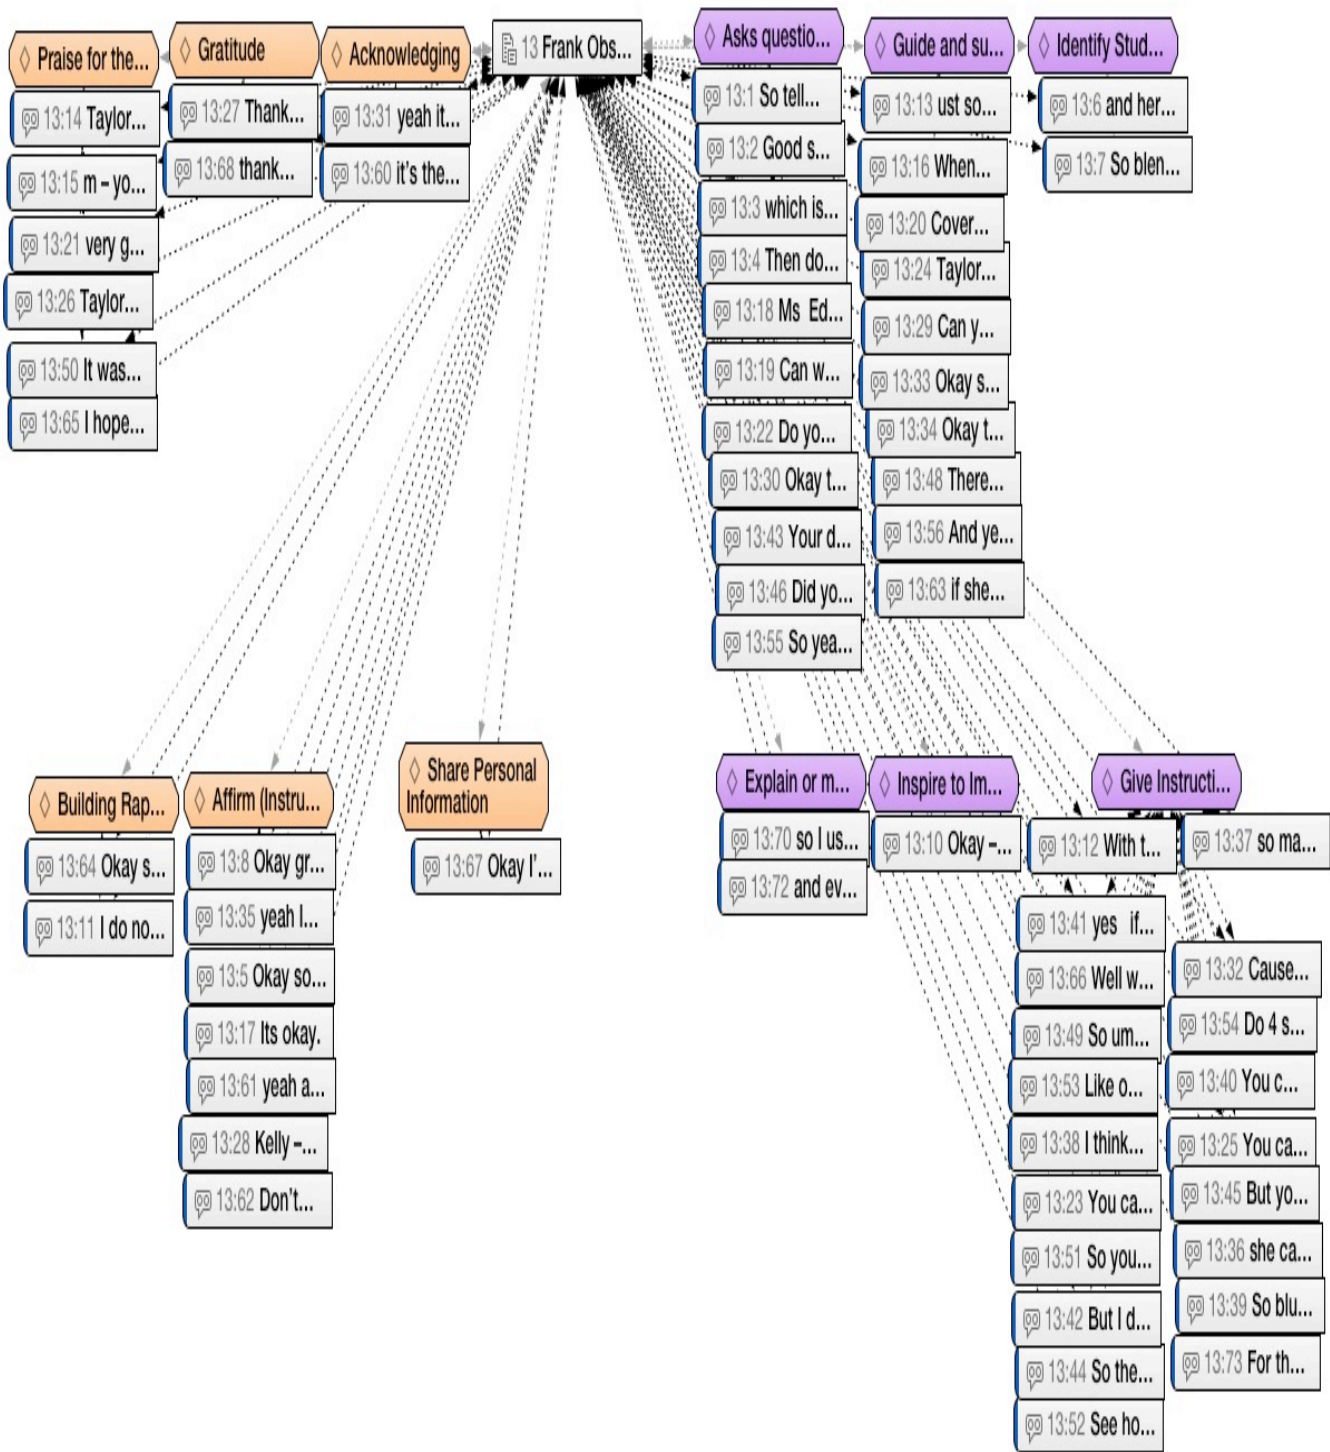 ◇ Praise for the...
13:14 Taylor...
13:15 m – yo...
13:21 very g...
13:26 Taylor...
13:50 It was...
13:65 I hope...
◇ Gratitude
13:27 Thank...
13:68 thank...
◇ Acknowledging
13:31 yeah it...
13:60 it's the...
13 Frank Obs...
◇ Asks questio...
13:1 So tell...
13:2 Good s...
13:3 which is...
13:4 Then do...
13:18 Ms Ed...
13:19 Can w...
13:22 Do yo...
13:30 Okay t...
13:43 Your d...
13:46 Did yo...
13:55 So yea...
◇ Guide and su...
13:13 ust so...
13:16 When...
13:20 Cover...
13:24 Taylor...
13:29 Can y...
13:33 Okay s...
13:34 Okay t...
13:48 There...
13:56 And ye...
13:63 if she...
◇ Identify Stud...
13:6 and her...
13:7 So blen...
◇ Building Rap...
13:64 Okay s...
13:11 I do no...
◇ Affirm (Instru...
13:8 Okay gr...
13:35 yeah I...
13:5 Okay so...
13:17 Its okay.
13:61 yeah a...
13:28 Kelly –...
13:62 Don't...
◇ Share Personal
Information
13:67 Okay I'...
◇ Explain or m...
13:70 so I us...
13:72 and ev...
◇ Inspire to Im...
13:10 Okay –...
◇ Give Instructi...
13:12 With t...
13:37 so ma...
13:41 yes if...
13:66 Well w...
13:49 So um...
13:53 Like o...
13:38 I think...
13:23 You ca...
13:51 So you...
13:42 But I d...
13:44 So the...
13:52 See ho...
13:32 Cause...
13:54 Do 4 s...
13:40 You c...
13:25 You ca...
13:45 But yo...
13:36 she ca...
13:39 So blu...
13:73 For th...